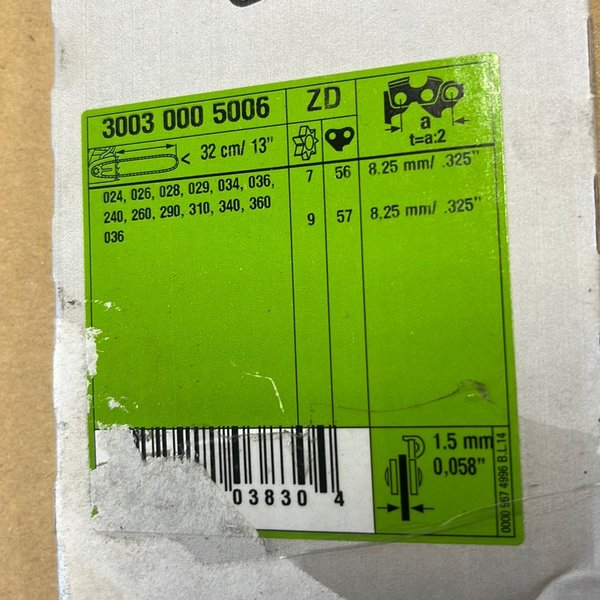 3003 000 5006
ZD
a
t=a:2
< 32 cm/ 13"
024, 026, 028, 029, 034, 036,
240, 260, 290, 310, 340, 360
7 56 8.25 mm/ .325"
036
9 57 8,25 mm/ .325"
03830 4
1.5 mm
0,058"
0000 967 4996 B.L.14